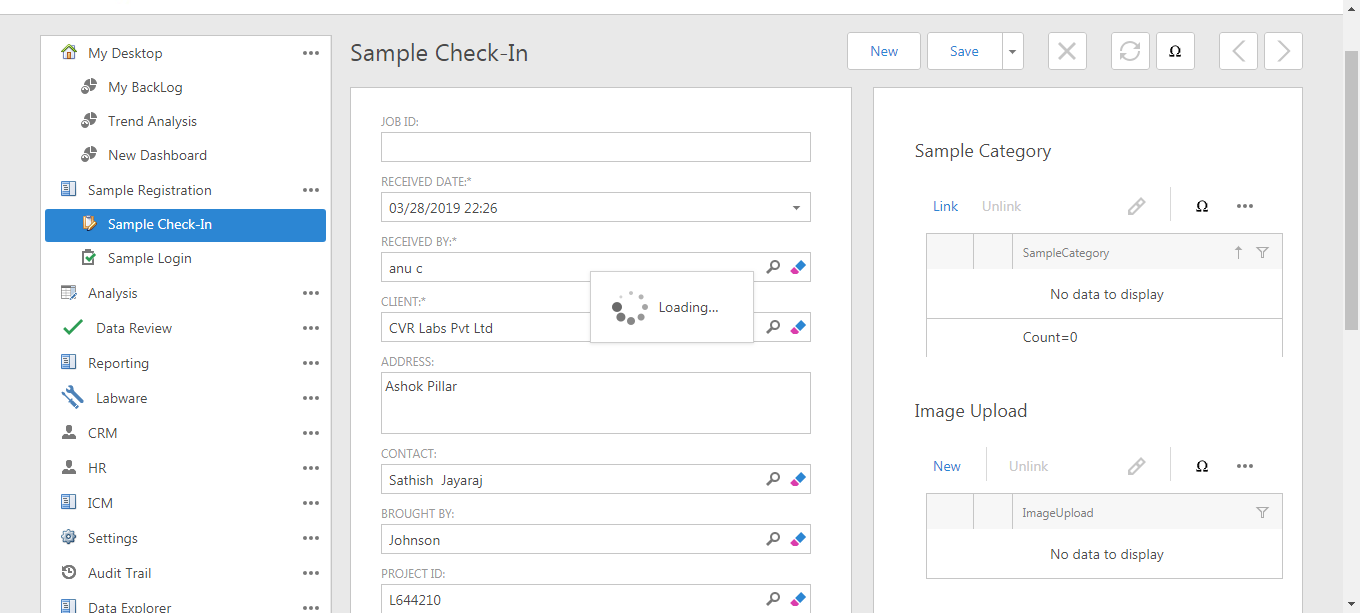 My Desktop
My BackLog
Trend Analysis
New Dashboard
Sample Registration
Sample Check-In
Sample Login
Analysis
Data Review
Reporting
Labware
CRM
HR
ICM
Settings
Audit Trail
Data Explorer
Sample Check-In
New
Save
Ω
JOB ID:
RECEIVED DATE:*
03/28/2019 22:26
RECEIVED BY:*
anu c
CLIENT:*
CVR Labs Pvt Ltd
Loading...
ADDRESS:
Ashok Pillar
CONTACT:
Sathish Jayaraj
BROUGHT BY:
Johnson
PROJECT ID:
L644210
Sample Category
Link Unlink Ω
SampleCategory
No data to display
Count=0
Image Upload
New Unlink Ω
ImageUpload
No data to display